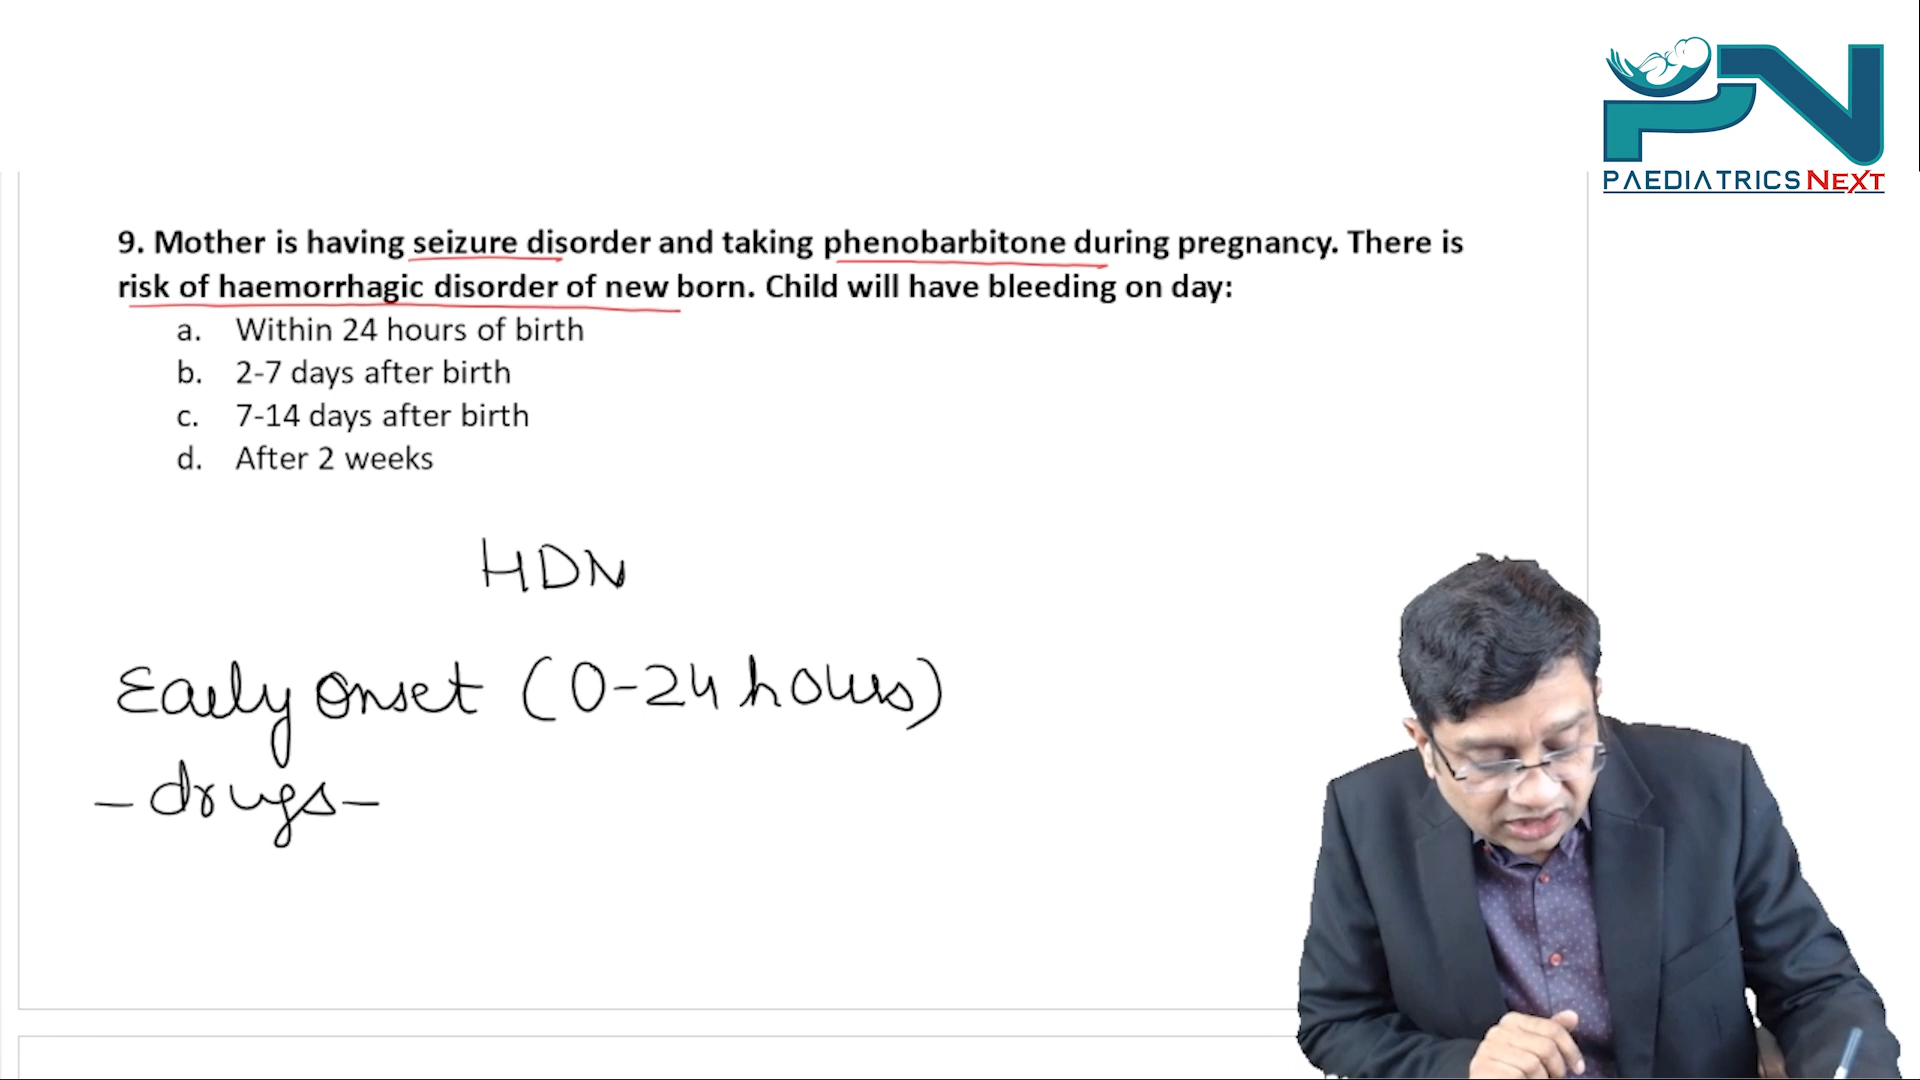 PAEDIATRICS NEXT
9. Mother is having seizure disorder and taking phenobarbitone during pregnancy. There is
risk of haemorrhagic disorder of new born. Child will have bleeding on day:
a. Within 24 hours of birth
b. 2-7 days after birth
c. 7-14 days after birth
d. After 2 weeks
HDN
Early onset (0-24 hours)
- drugs-